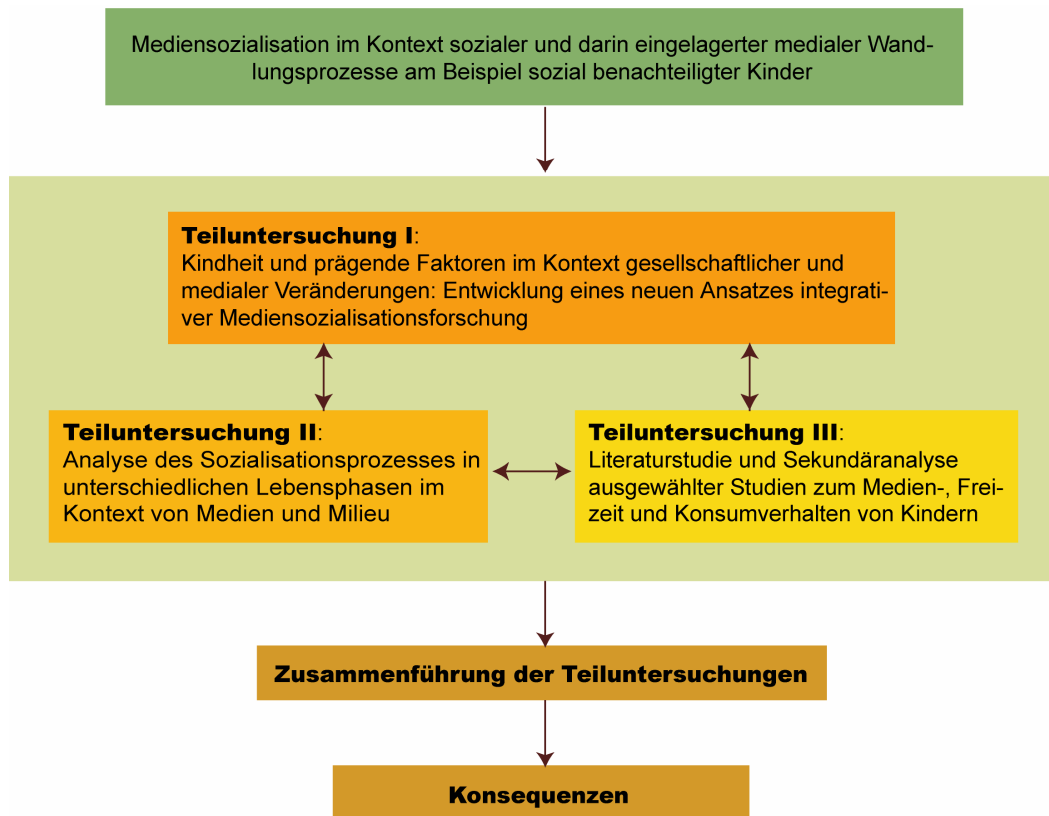 Mediensozialisation im Kontext sozialer und darin eingelagerter medialer Wand-
lungsprozesse am Beispiel sozial benachteiligter Kinder
Teiluntersuchung I:
Kindheit und prägende Faktoren im Kontext gesellschaftlicher und
medialer Veränderungen: Entwicklung eines neuen Ansatzes integrati-
ver Mediensozialisationsforschung
Teiluntersuchung II:
Analyse des Sozialisationsprozesses in
unterschiedlichen Lebensphasen im
Kontext von Medien und Milieu
Teiluntersuchung III:
Literaturstudie und Sekundäranalyse
ausgewählter Studien zum Medien-, Frei-
zeit und Konsumverhalten von Kindern
Zusammenführung der Teiluntersuchungen
Konsequenzen